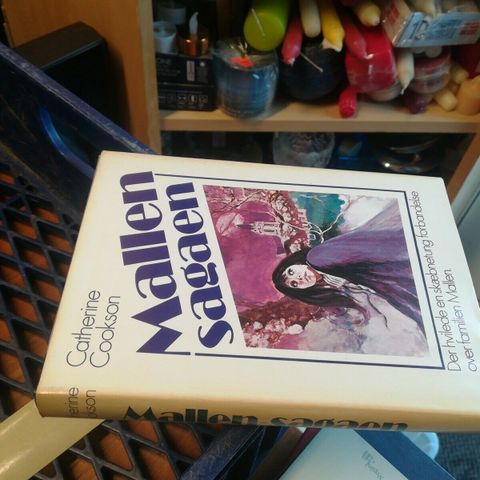 Catherine
Cookson
Mallen
sagaen
Der hvilede en skæbnetung forbandelse
over familien Mallen.
Mallen sagaen